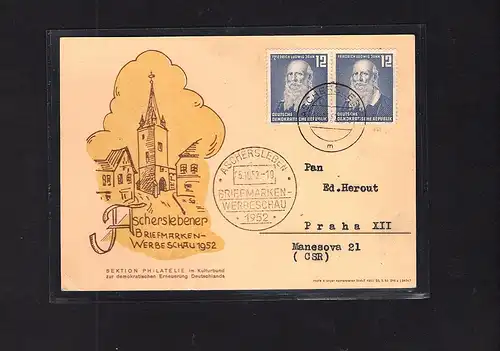 FRIEDRICH LUDWIG JAHN 12
FRIEDRICH LUDWIG JAHN 12
DEUTSCHE
DEMOKRATISCHE REPUBLIK
DEUTSCHE
DEMOKRATISCHE REPUBLIK
ASCHERSLEBEN
BRIEFMARKEN-
WERBESCHAU
1952
m
Pan
Ed.Herout
Praha XII
Manesova 21
(CSR)
Ascherslebener
BRIEFMARKEN-
WERBESCHAU 1952
SEKTION PHILATELIE im Kulturbund
zur demokratischen Erneuerung Deutschlands